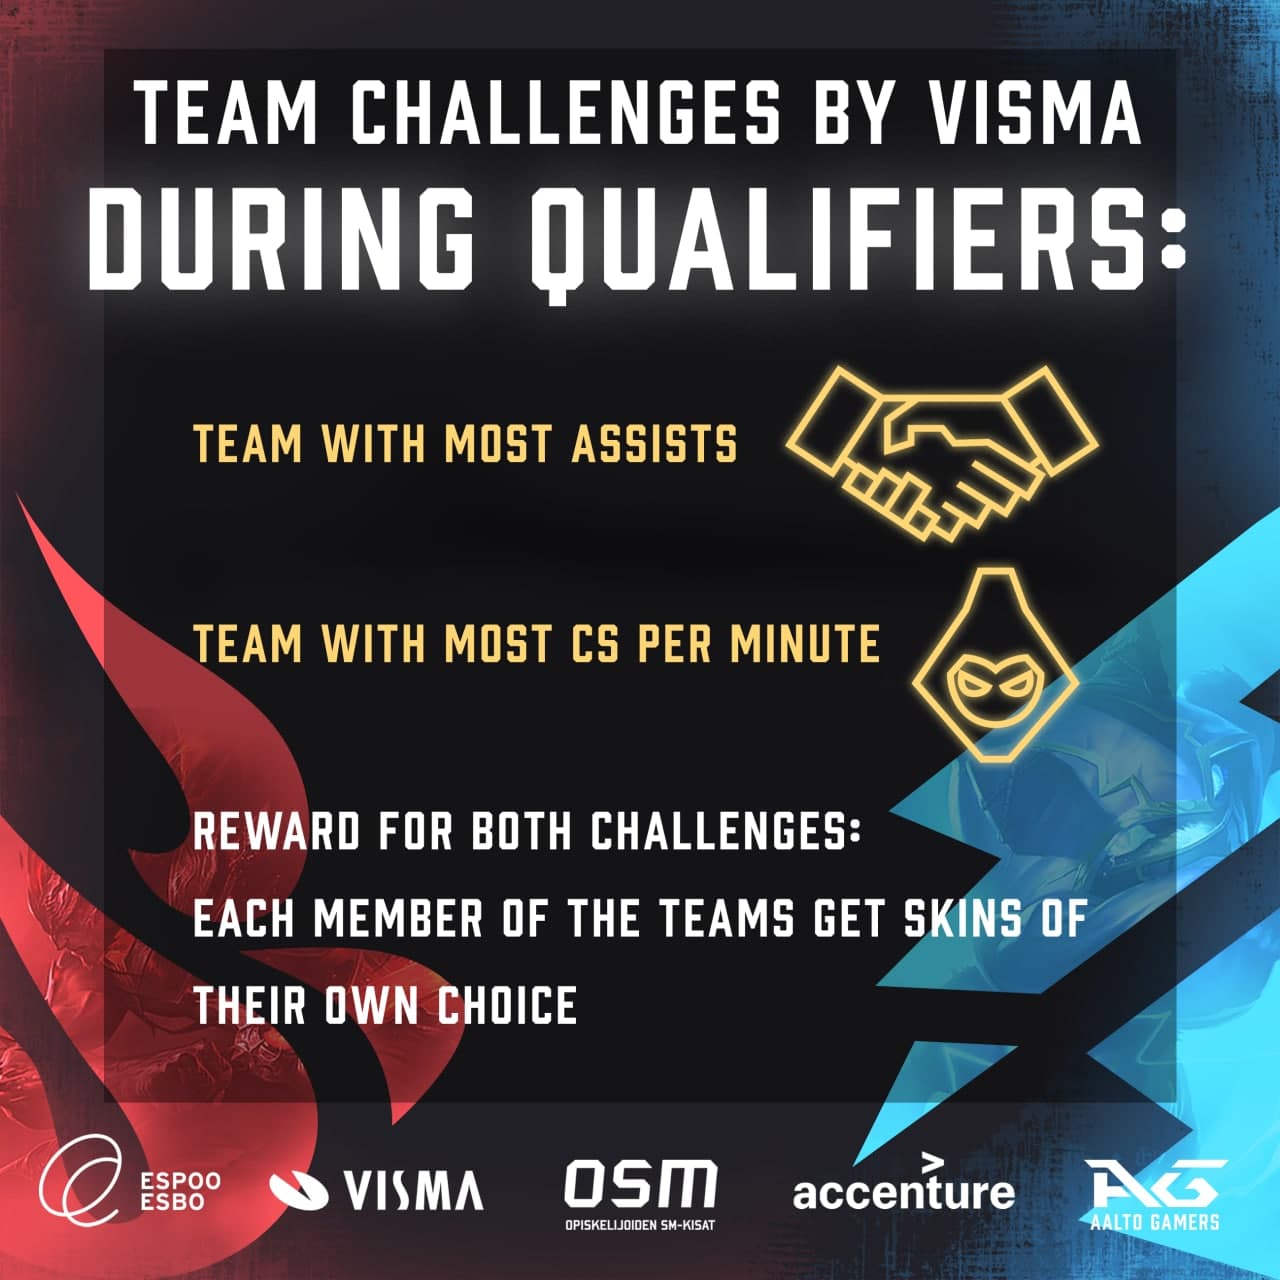 TEAM CHALLENGES BY VISMA
DURING QUALIFIERS:
TEAM WITH MOST ASSISTS
TEAM WITH MOST CS PER MINUTE
REWARD FOR BOTH CHALLENGES:
EACH MEMBER OF THE TEAMS GET SKINS OF
THEIR OWN CHOICE
ESPOO
ESBO
VISMA
OSM
OPISKELIJOIDEN SM-KISAT
accenture
AG
AALTO GAMERS